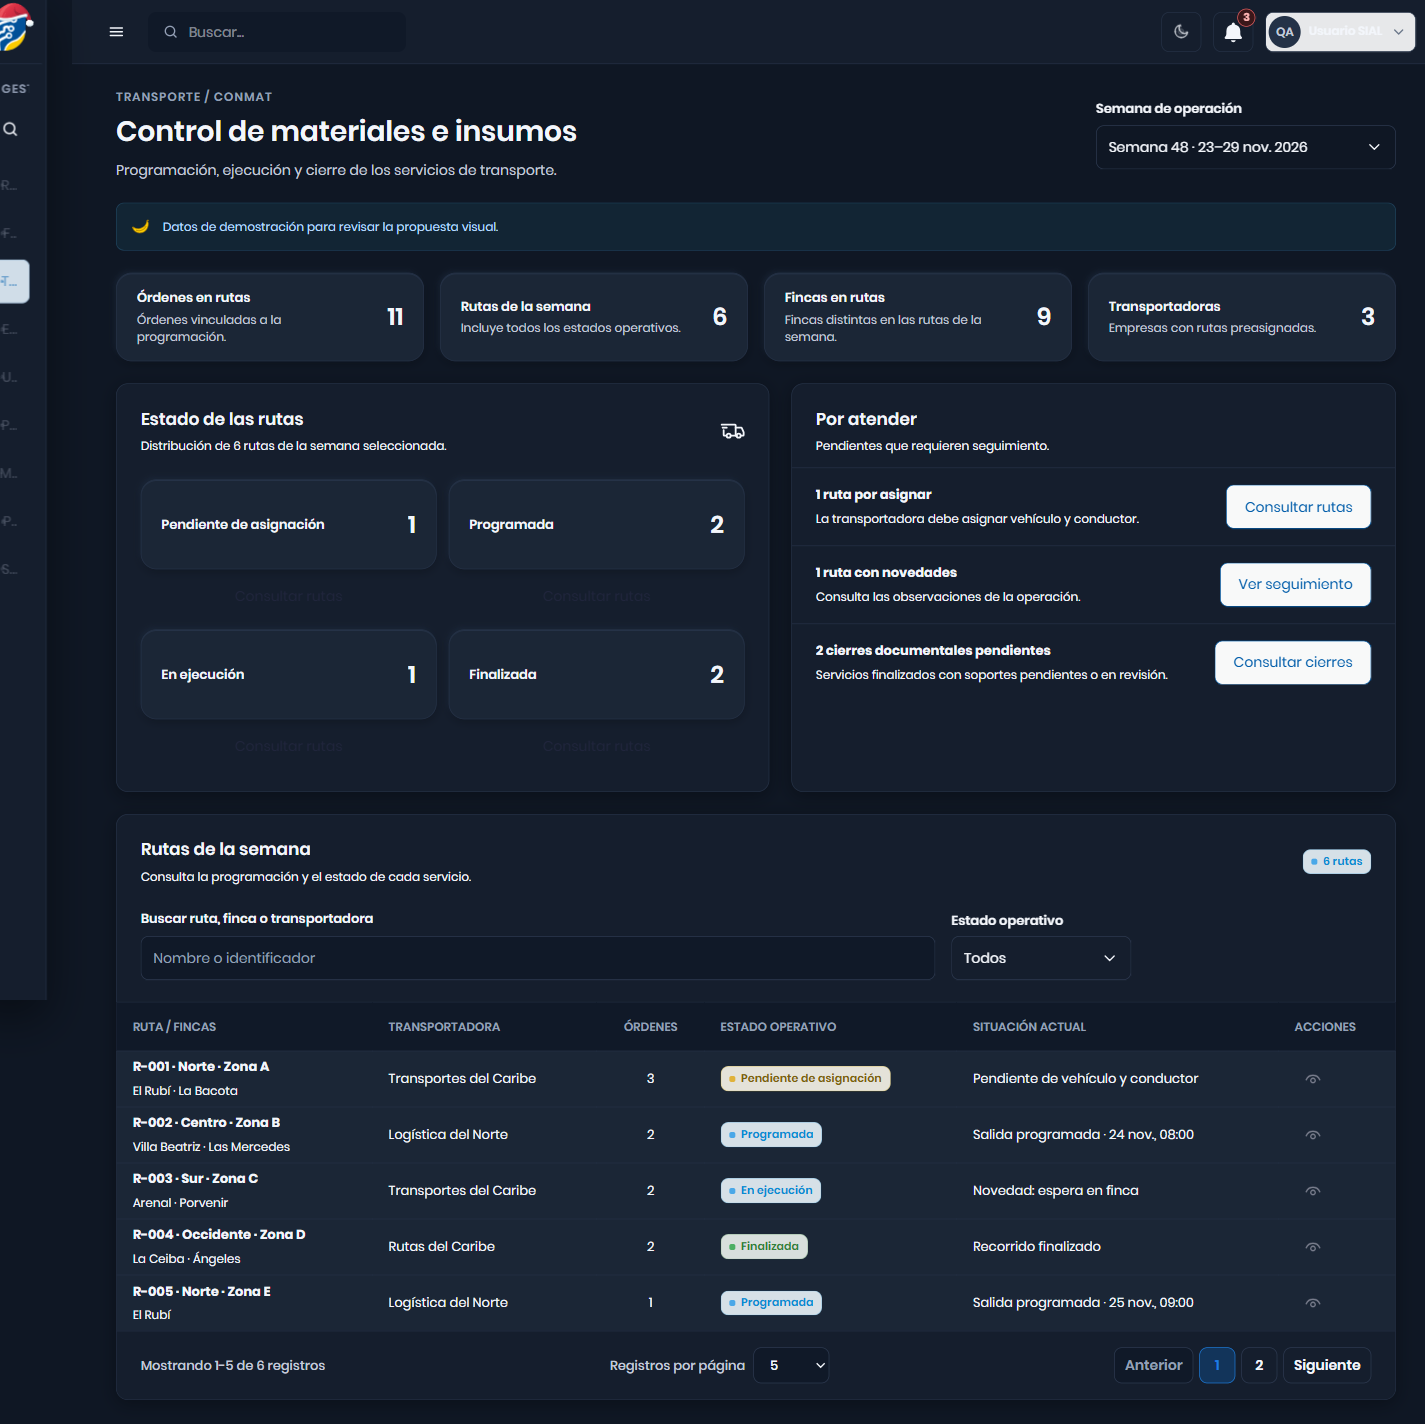 Buscar...
3
QA
Usuario SIAL
GES
TRANSPORTE / CONMAT
Control de materiales e insumos
Programación, ejecución y cierre de los servicios de transporte.
Semana de operación
Semana 48 · 23–29 nov. 2026
Datos de demostración para revisar la propuesta visual.
Órdenes en rutas
Órdenes vinculadas a la
programación.
11
Rutas de la semana
Incluye todos los estados operativos.
6
Fincas en rutas
Fincas distintas en las rutas de la
semana.
9
Transportadoras
Empresas con rutas preasignadas.
3
R...
F...
T...
E...
U...
P...
M...
P...
S...
Estado de las rutas
Distribución de 6 rutas de la semana seleccionada.
Pendiente de asignación 1
Consultar rutas
Programada 2
Consultar rutas
En ejecución 1
Consultar rutas
Finalizada 2
Consultar rutas
Por atender
Pendientes que requieren seguimiento.
1 ruta por asignar
La transportadora debe asignar vehículo y conductor.
Consultar rutas
1 ruta con novedades
Consulta las observaciones de la operación.
Ver seguimiento
2 cierres documentales pendientes
Servicios finalizados con soportes pendientes o en revisión.
Consultar cierres
Rutas de la semana
Consulta la programación y el estado de cada servicio.
6 rutas
Buscar ruta, finca o transportadora
Nombre o identificador
Estado operativo
Todos
RUTA / FINCAS TRANSPORTADORA ÓRDENES ESTADO OPERATIVO SITUACIÓN ACTUAL ACCIONES
R-001 · Norte · Zona A
El Rubí · La Bacota
Transportes del Caribe 3 Pendiente de asignación Pendiente de vehículo y conductor
R-002 · Centro · Zona B
Villa Beatriz · Las Mercedes
Logística del Norte 2 Programada Salida programada · 24 nov., 08:00
R-003 · Sur · Zona C
Arenal · Porvenir
Transportes del Caribe 2 En ejecución Novedad: espera en finca
R-004 · Occidente · Zona D
La Ceiba · Ángeles
Rutas del Caribe 2 Finalizada Recorrido finalizado
R-005 · Norte · Zona E
El Rubí
Logística del Norte 1 Programada Salida programada · 25 nov., 09:00
Mostrando 1-5 de 6 registros
Registros por página 5
Anterior 1 2 Siguiente